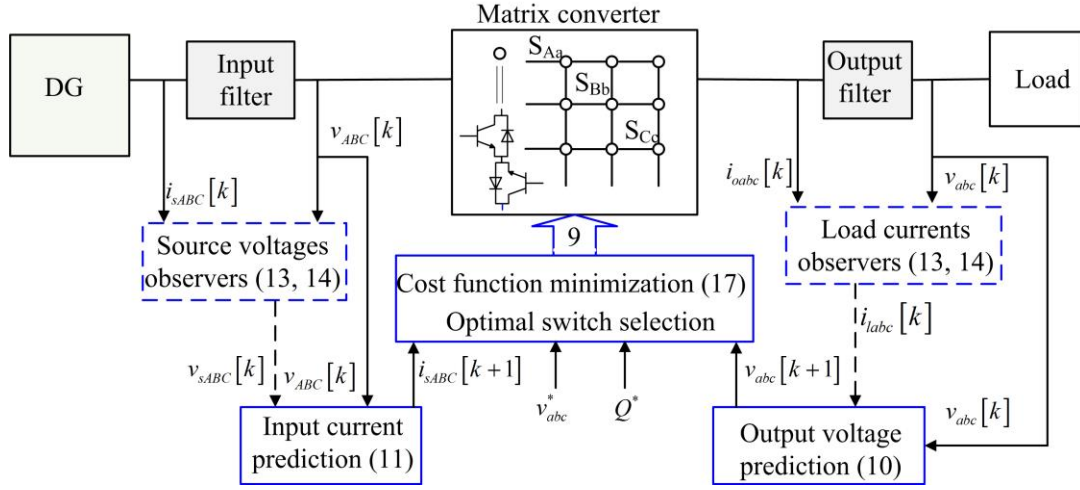 Matrix converter
DG
Input
filter
S_Aa
S_Bb
S_Cc
Output
filter
Load
v_ABC[k]
i_sABC[k]
i_oabc[k]
v_abc[k]
Source voltages
observers (13, 14)
9
Load currents
observers (13, 14)
Cost function minimization (17)
Optimal switch selection
i_labc[k]
v_sABC[k]
v_ABC[k]
i_sABC[k+1]
v*_abc
Q*
v_abc[k+1]
v_abc[k]
Input current
prediction (11)
Output voltage
prediction (10)